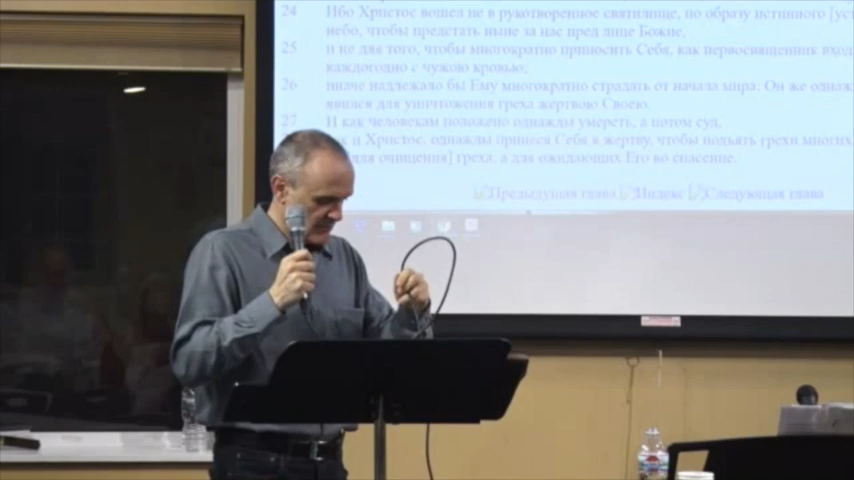 24 Ибо Христос вошел не в рукотворенное святилище, по образу истинного
небо, чтобы предстать ныне за нас пред лице Божие,
25 и не для того, чтобы многократно приносить Себя, как первосвященник
каждогодно с чужою кровью;
26 иначе надлежало бы Ему многократно страдать от начала мира; Он же
явился для уничтожения греха жертвою Своею.
27 И как человекам положено однажды умереть, а потом суд,
и Христос, однажды принеся Себя в жертву, чтобы подъять грехи многих,
для очищения] греха, а для ожидающих Его во спасение.
Предыдущая глава Индекс Следующая глава